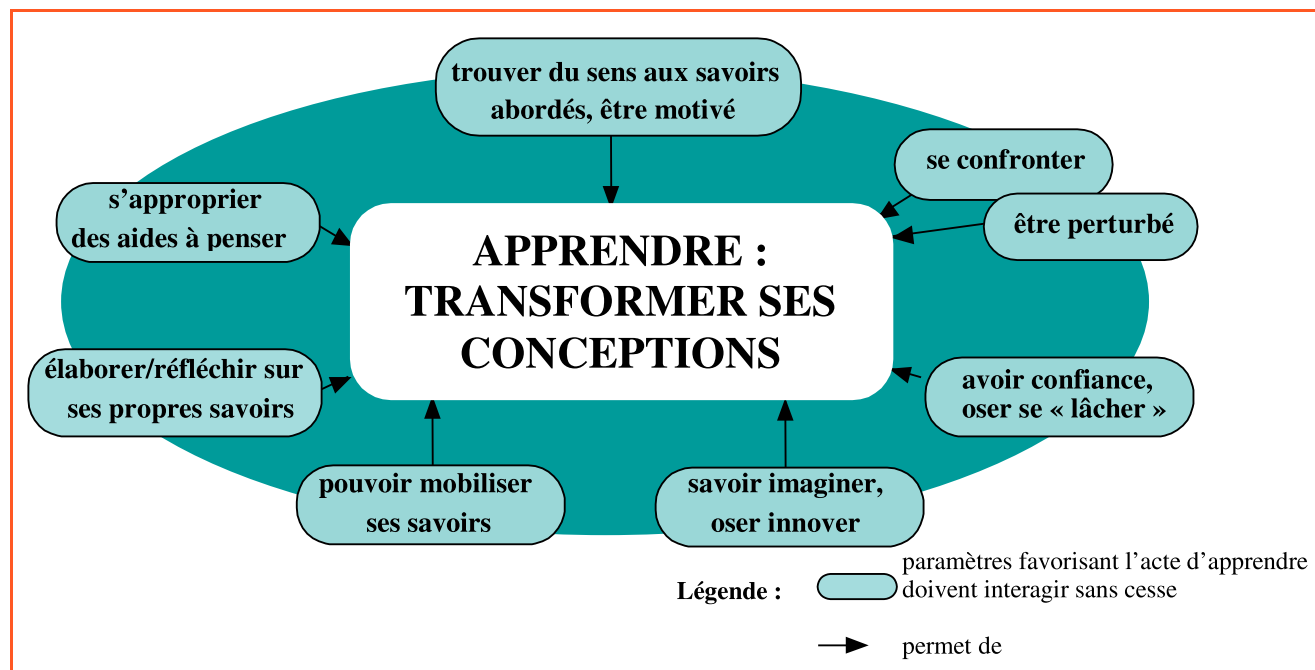 trouver du sens aux savoirs
abordés, être motivé
se confronter
être perturbé
s’approprier
des aides à penser
APPRENDRE :
TRANSFORMER SES
CONCEPTIONS
élaborer/réfléchir sur
ses propres savoirs
avoir confiance,
oser se « lâcher »
pouvoir mobiliser
ses savoirs
savoir imaginer,
oser innover
Légende :
paramètres favorisant l’acte d’apprendre
doivent interagir sans cesse
permet de